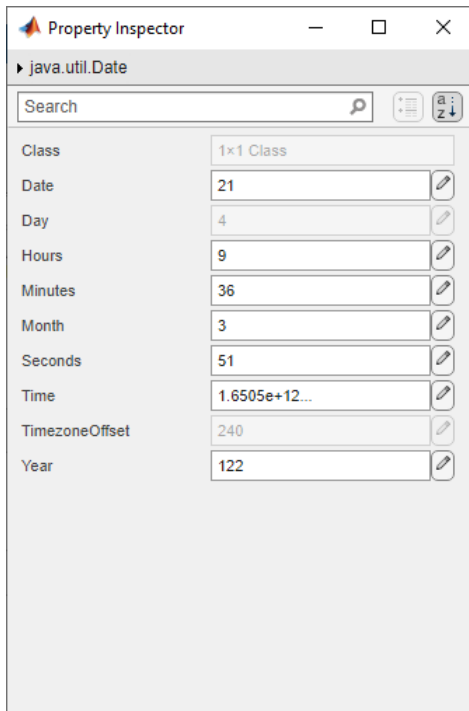 Property Inspector
java.util.Date
Search
a
z
Class 1×1 Class
Date 21
Day 4
Hours 9
Minutes 36
Month 3
Seconds 51
Time 1.6505e+12...
TimezoneOffset 240
Year 122